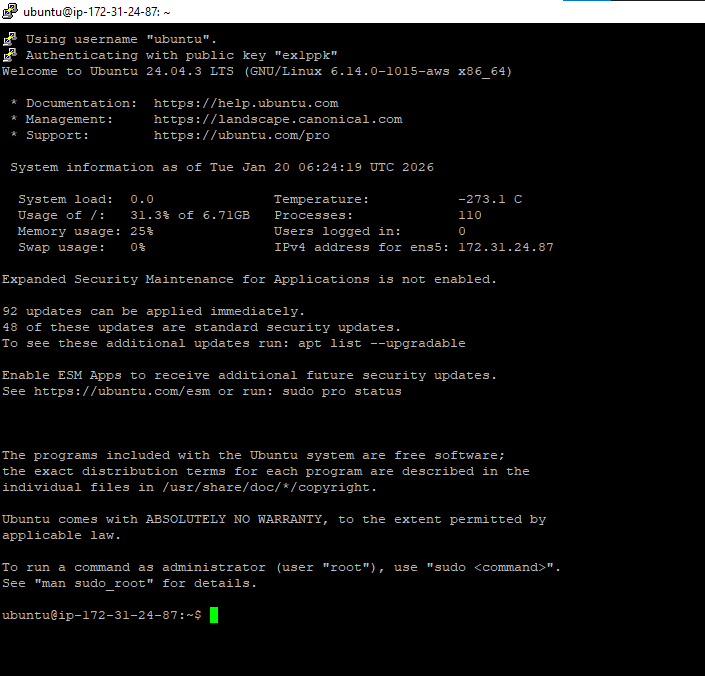 ubuntu@ip-172-31-24-87: ~
Using username "ubuntu".
Authenticating with public key "ex1ppk"
Welcome to Ubuntu 24.04.3 LTS (GNU/Linux 6.14.0-1015-aws x86_64)
* Documentation:  https://help.ubuntu.com
* Management:     https://landscape.canonical.com
* Support:        https://ubuntu.com/pro
System information as of Tue Jan 20 06:24:19 UTC 2026
System load:  0.0               Temperature:           -273.1 C
Usage of /:   31.3% of 6.71GB   Processes:             110
Memory usage: 25%               Users logged in:       0
Swap usage:   0%                IPv4 address for ens5: 172.31.24.87
Expanded Security Maintenance for Applications is not enabled.
92 updates can be applied immediately.
48 of these updates are standard security updates.
To see these additional updates run: apt list --upgradable
Enable ESM Apps to receive additional future security updates.
See https://ubuntu.com/esm or run: sudo pro status
The programs included with the Ubuntu system are free software;
the exact distribution terms for each program are described in the
individual files in /usr/share/doc/*/copyright.
Ubuntu comes with ABSOLUTELY NO WARRANTY, to the extent permitted by
applicable law.
To run a command as administrator (user "root"), use "sudo <command>".
See "man sudo_root" for details.
ubuntu@ip-172-31-24-87:~$